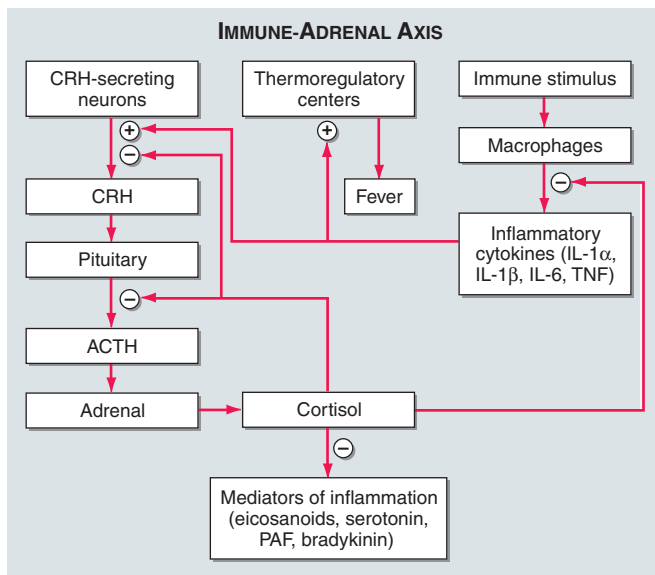 IMMUNE-ADRENAL AXIS
CRH-secreting
neurons
Thermoregulatory
centers
Immune stimulus
+
+
−
Macrophages
−
CRH
Fever
Inflammatory
cytokines (IL-1α,
IL-1β, IL-6, TNF)
Pituitary
−
ACTH
Adrenal
Cortisol
−
Mediators of inflammation
(eicosanoids, serotonin,
PAF, bradykinin)